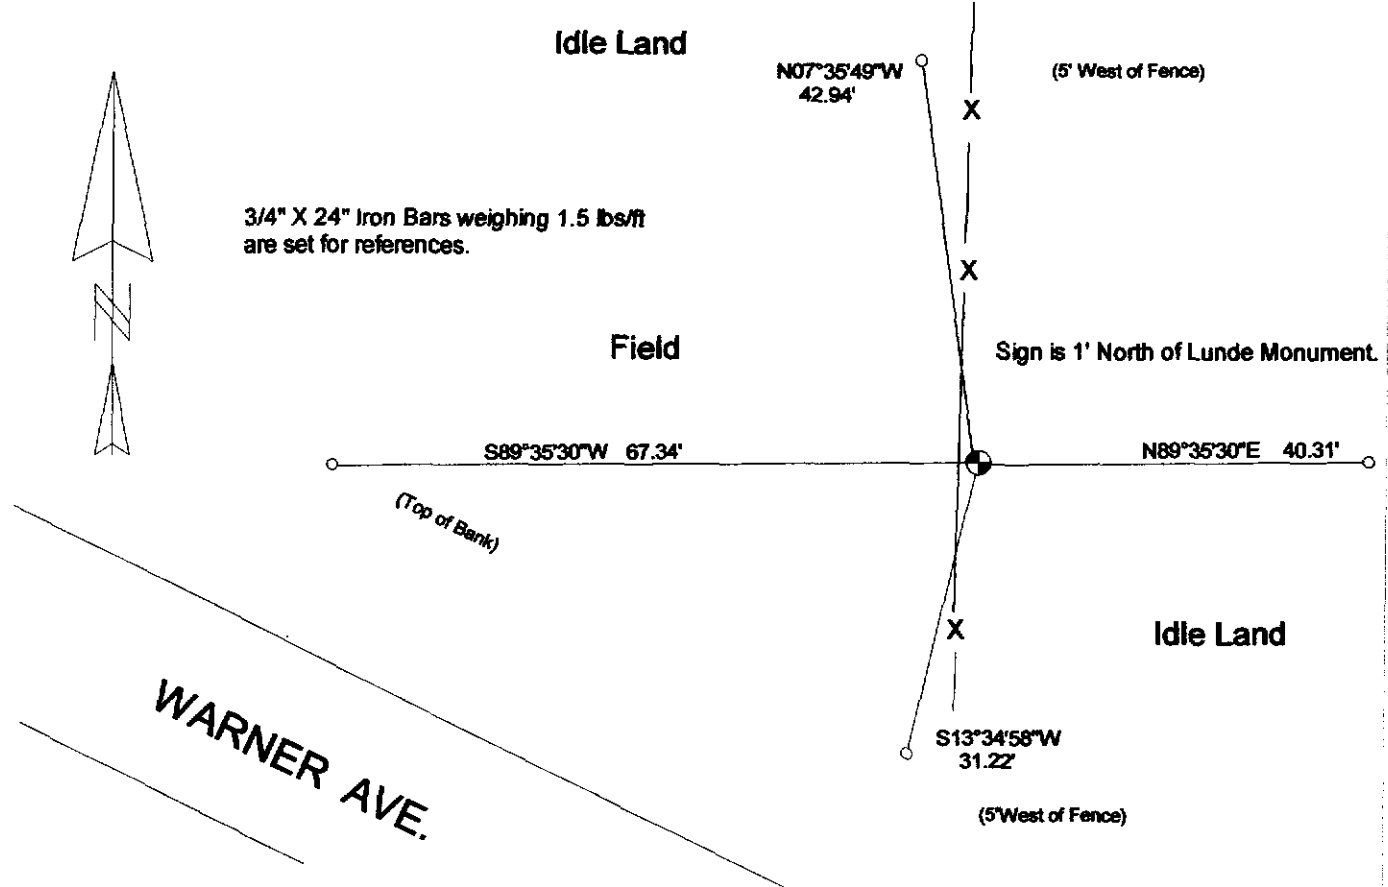 Idle Land
N07°35'49"W
42.94'
(5' West of Fence)
X
3/4" X 24" Iron Bars weighing 1.5 lbs/ft
are set for references.
N
X
Field
Sign is 1' North of Lunde Monument.
S89°35'30"W 67.34'
N89°35'30"E 40.31'
(Top of Bank)
X
Idle Land
WARNER AVE.
S13°34'58"W
31.22'
(5'West of Fence)